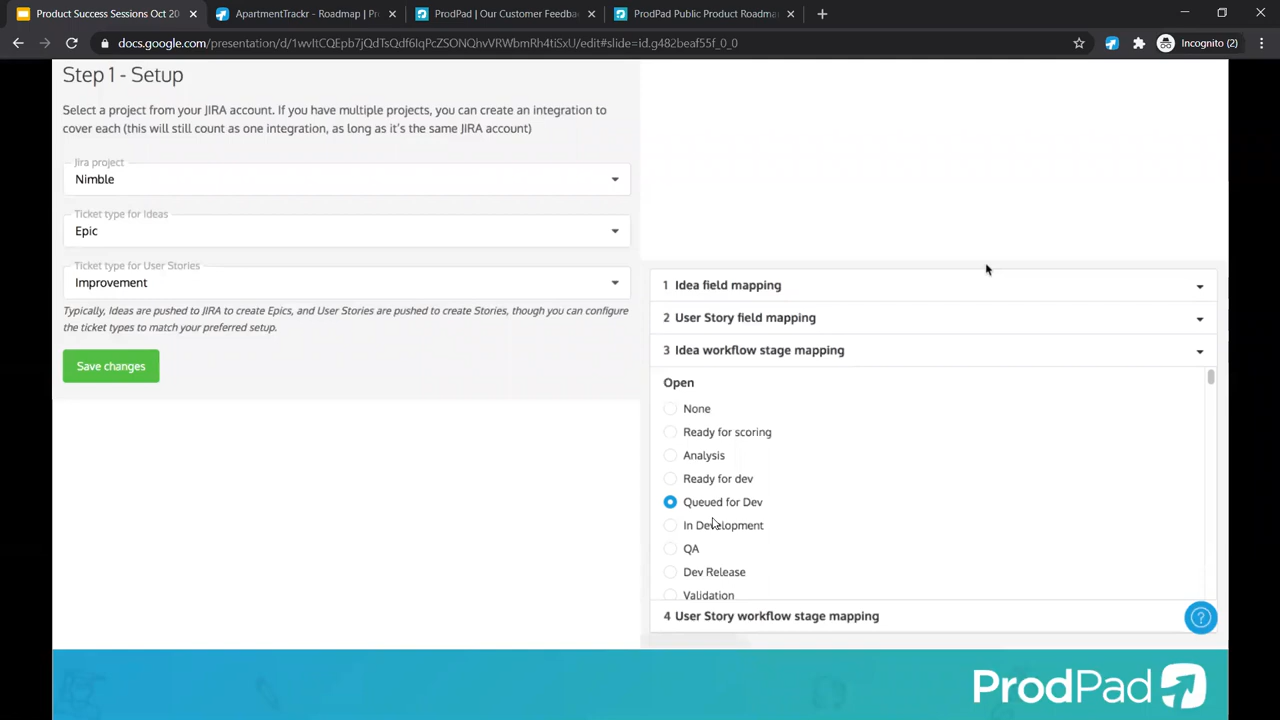 Product Success Sessions Oct 20
ApartmentTrackr - Roadmap | Pr
ProdPad | Our Customer Feedba
ProdPad Public Product Roadma
docs.google.com/presentation/d/1wvItCQEpb7jQdTsQdf6IqPcZSONQhvVRWbmRh4tiSxU/edit#slide=id.g482beaf55f_0_0
Incognito (2)
Step 1 - Setup
Select a project from your JIRA account. If you have multiple projects, you can create an integration to
cover each (this will still count as one integration, as long as it's the same JIRA account)
Jira project
Nimble
Ticket type for Ideas
Epic
Ticket type for User Stories
Improvement
Typically, Ideas are pushed to JIRA to create Epics, and User Stories are pushed to create Stories, though you can configure
the ticket types to match your preferred setup.
Save changes
1 Idea field mapping
2 User Story field mapping
3 Idea workflow stage mapping
Open
None
Ready for scoring
Analysis
Ready for dev
Queued for Dev
In Development
QA
Dev Release
Validation
4 User Story workflow stage mapping
ProdPad